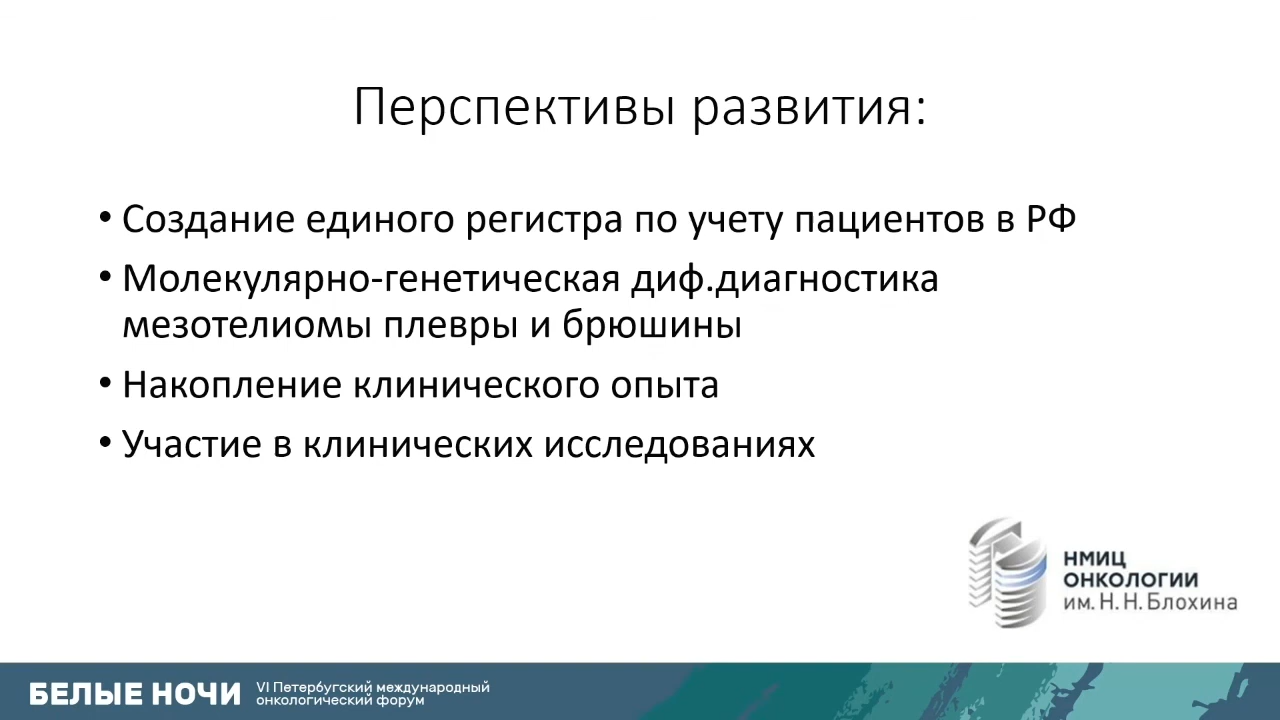 Перспективы развития:
• Создание единого регистра по учету пациентов в РФ
• Молекулярно-генетическая диф.диагностика
мезотелиомы плевры и брюшины
• Накопление клинического опыта
• Участие в клинических исследованиях
НМИЦ
ОНКОЛОГИИ
им. Н. Н. Блохина
БЕЛЫЕ НОЧИ
VI Петербугский международный
онкологический форум